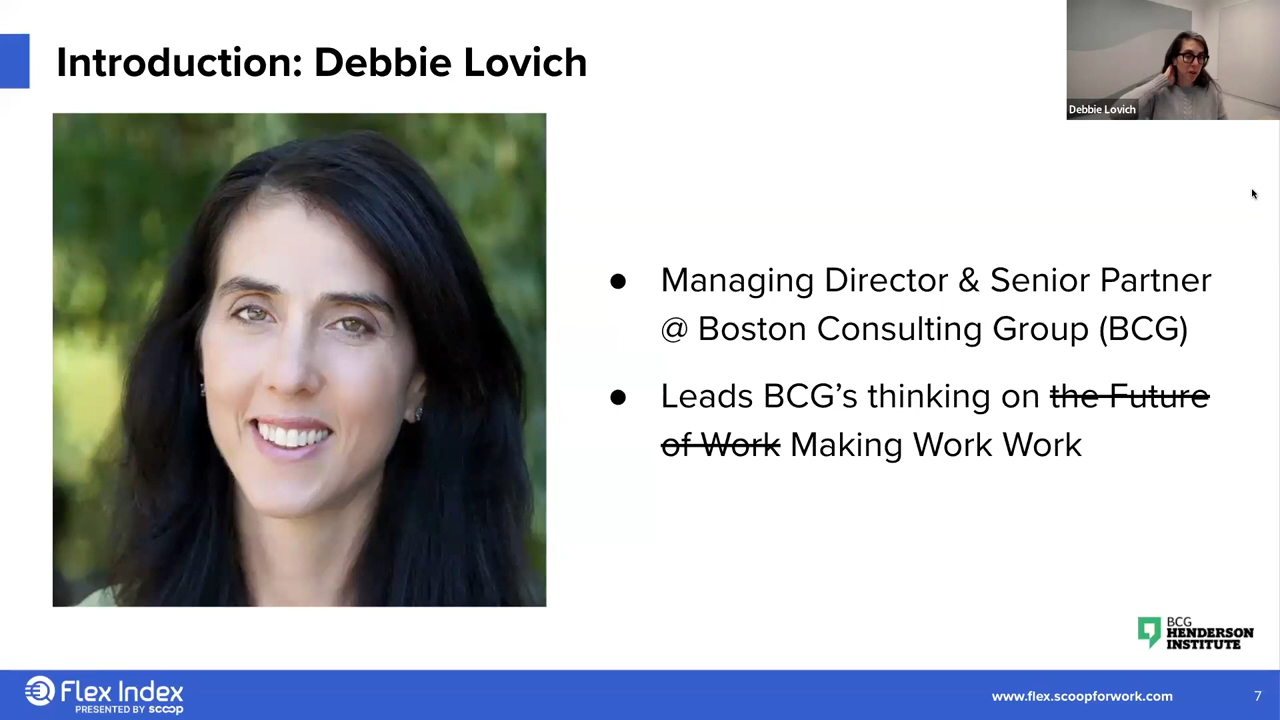 Introduction: Debbie Lovich
Debbie Lovich
● Managing Director & Senior Partner
@ Boston Consulting Group (BCG)
● Leads BCG’s thinking on the Future
of Work Making Work Work
BCG
HENDERSON
INSTITUTE
Flex Index
PRESENTED BY scoop
www.flex.scoopforwork.com
7